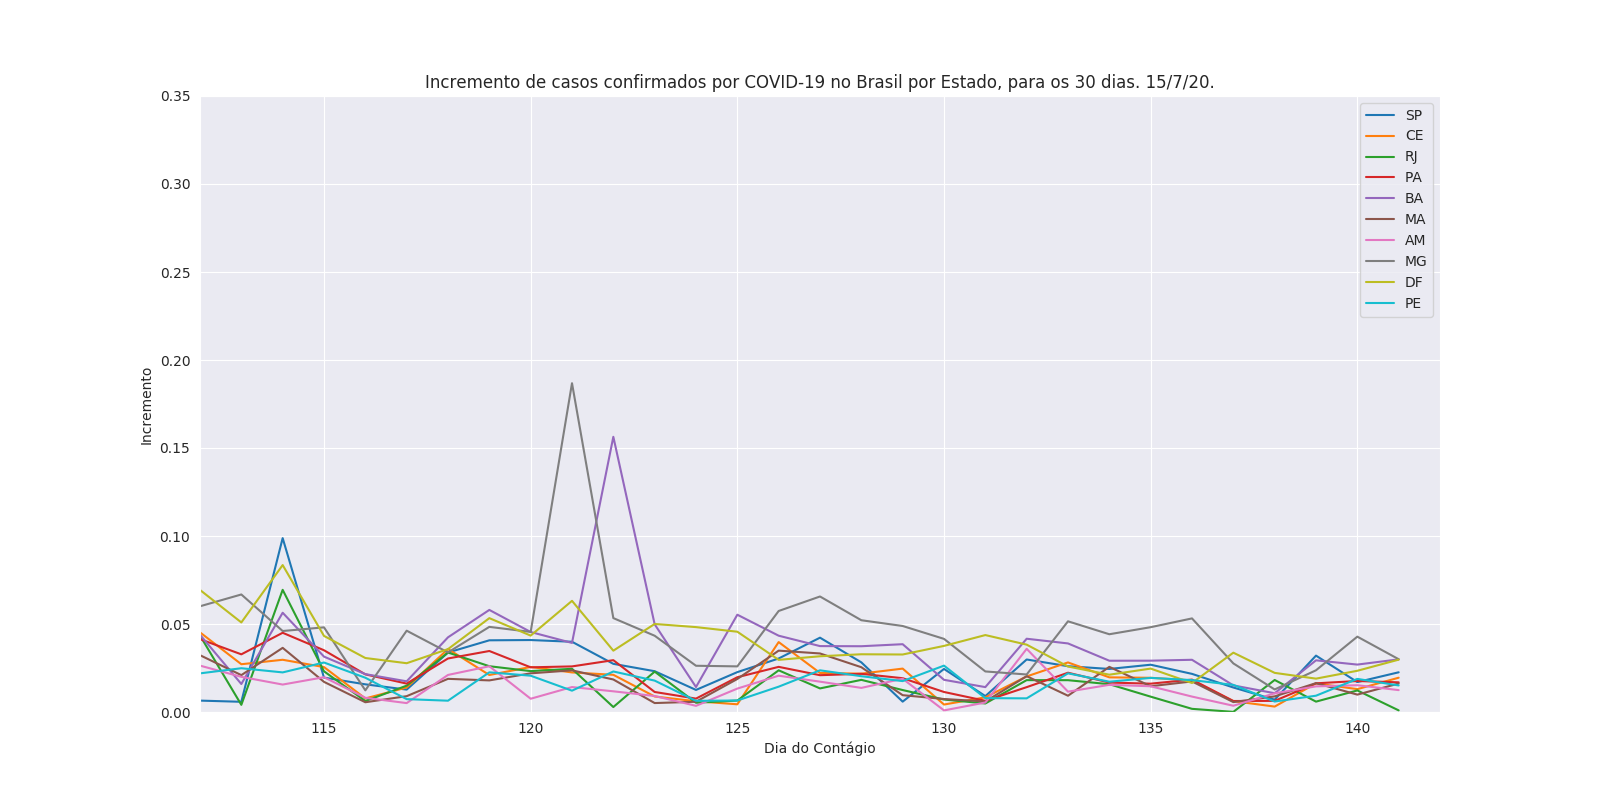 Incremento de casos confirmados por COVID-19 no Brasil por Estado, para os 30 dias. 15/7/20.
0.35
0.30
0.25
0.20
0.15
0.10
0.05
0.00
Incremento
115 120 125 130 135 140
Dia do Contágio
SP
CE
RJ
PA
BA
MA
AM
MG
DF
PE